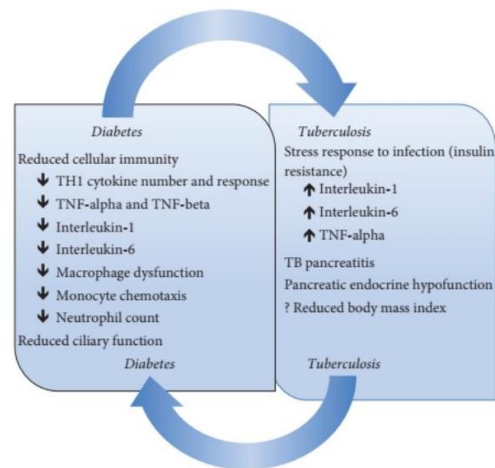 Diabetes
Reduced cellular immunity
↓ TH1 cytokine number and response
↓ TNF-alpha and TNF-beta
↓ Interleukin-1
↓ Interleukin-6
↓ Macrophage dysfunction
↓ Monocyte chemotaxis
↓ Neutrophil count
Reduced ciliary function
Diabetes
Tuberculosis
Stress response to infection (insulin
resistance)
↑ Interleukin-1
↑ Interleukin-6
↑ TNF-alpha
TB pancreatitis
Pancreatic endocrine hypofunction
? Reduced body mass index
Tuberculosis